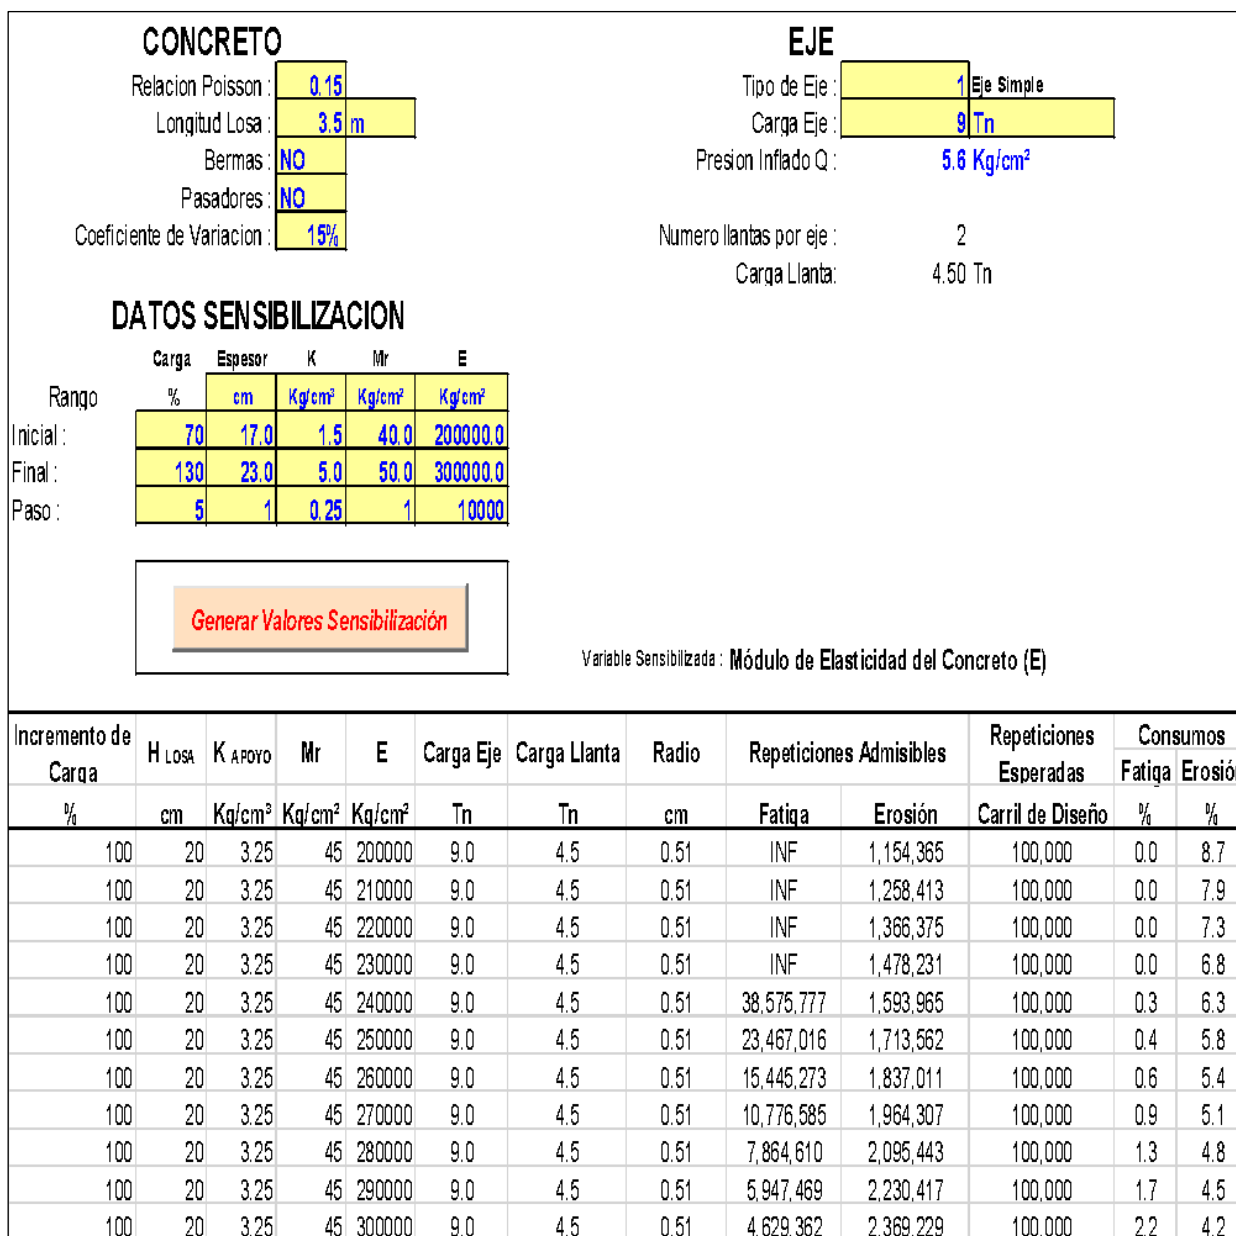 CONCRETO
Relacion Poisson : 0.15
Longitud Losa : 3.5 m
Bermas : NO
Pasadores : NO
Coeficiente de Variacion : 15%
EJE
Tipo de Eje : 1 Eje Simple
Carga Eje : 9 Tn
Presion Inflado Q : 5.6 Kg/cm²
Numero llantas por eje : 2
Carga Llanta: 4.50 Tn
DATOS SENSIBILIZACION
Carga Espesor K Mr E
Rango % cm Kg/cm³ Kg/cm² Kg/cm²
Inicial : 70 17.0 1.5 40.0 200000.0
Final : 130 23.0 5.0 50.0 300000.0
Paso : 5 1 0.25 1 10000
Generar Valores Sensibilización
Variable Sensibilizada : Módulo de Elasticidad del Concreto (E)
Incremento de Carga H LOSA K APOYO Mr E Carga Eje Carga Llanta Radio Repeticiones Admisibles Repeticiones Esperadas Consumos
Fatiga Erosión
% cm Kg/cm³ Kg/cm² Kg/cm² Tn Tn cm Fatiga Erosión Carril de Diseño % %
100 20 3.25 45 200000 9.0 4.5 0.51 INF 1,154,365 100,000 0.0 8.7
100 20 3.25 45 210000 9.0 4.5 0.51 INF 1,258,413 100,000 0.0 7.9
100 20 3.25 45 220000 9.0 4.5 0.51 INF 1,366,375 100,000 0.0 7.3
100 20 3.25 45 230000 9.0 4.5 0.51 INF 1,478,231 100,000 0.0 6.8
100 20 3.25 45 240000 9.0 4.5 0.51 38,575,777 1,593,965 100,000 0.3 6.3
100 20 3.25 45 250000 9.0 4.5 0.51 23,467,016 1,713,562 100,000 0.4 5.8
100 20 3.25 45 260000 9.0 4.5 0.51 15,445,273 1,837,011 100,000 0.6 5.4
100 20 3.25 45 270000 9.0 4.5 0.51 10,776,585 1,964,307 100,000 0.9 5.1
100 20 3.25 45 280000 9.0 4.5 0.51 7,864,610 2,095,443 100,000 1.3 4.8
100 20 3.25 45 290000 9.0 4.5 0.51 5,947,469 2,230,417 100,000 1.7 4.5
100 20 3.25 45 300000 9.0 4.5 0.51 4,629,362 2,369,229 100,000 2.2 4.2